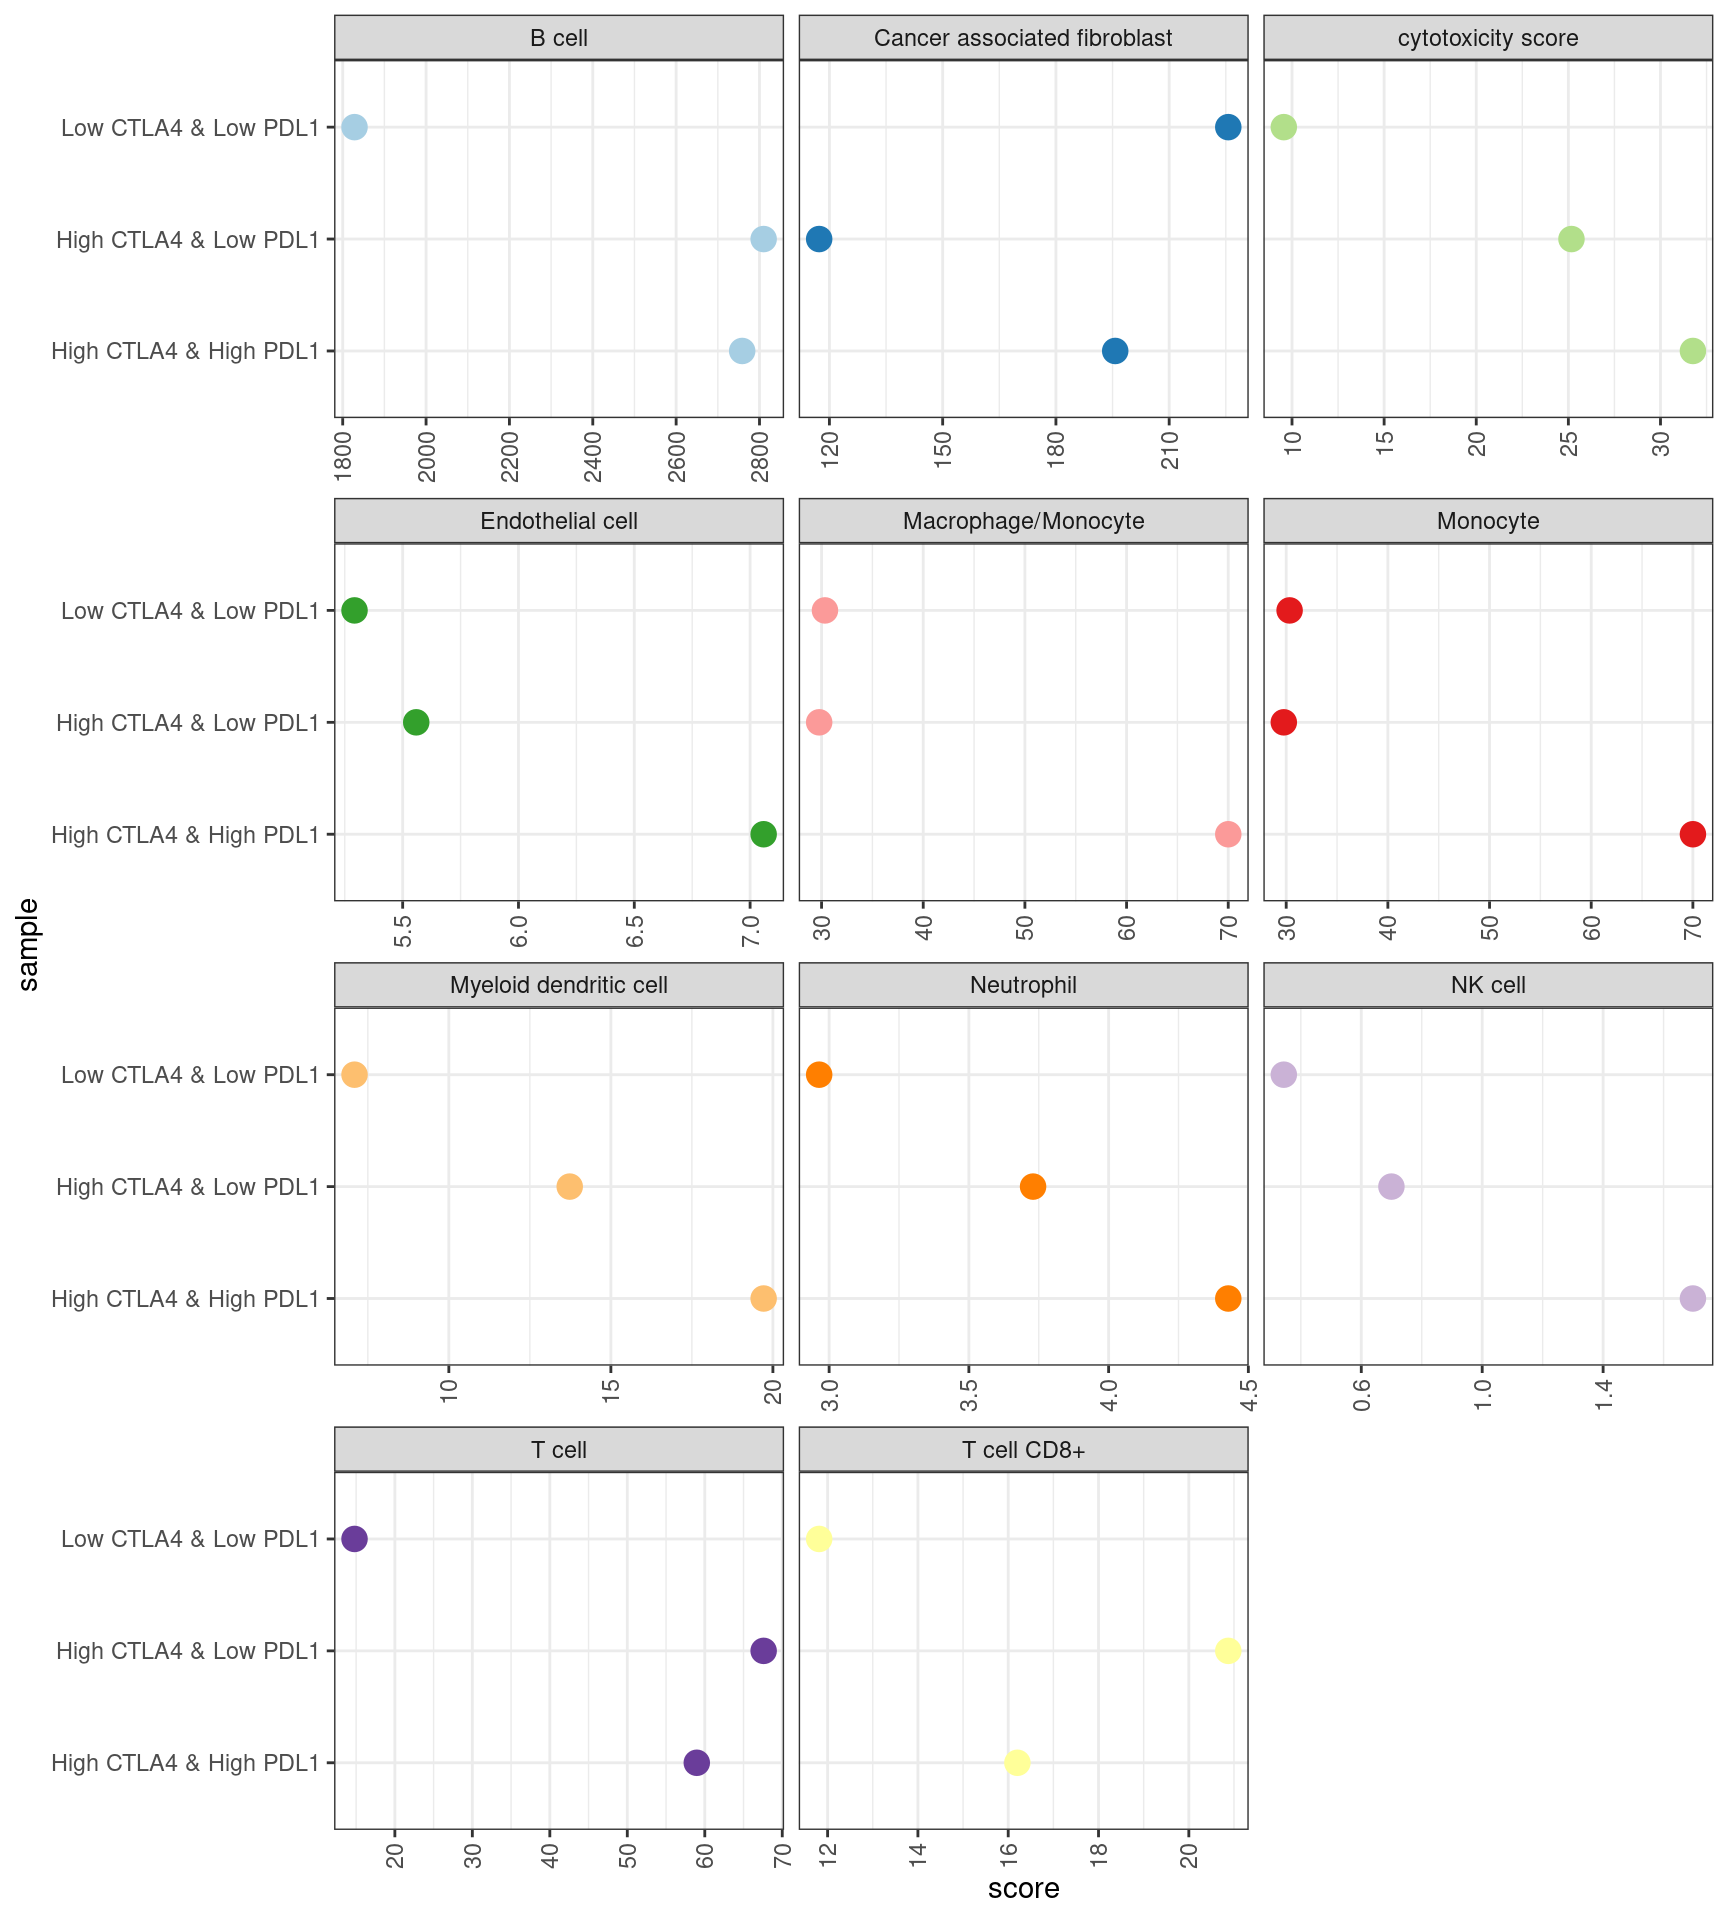 B cell
Cancer associated fibroblast
cytotoxicity score
Low CTLA4 & Low PDL1
High CTLA4 & Low PDL1
High CTLA4 & High PDL1
1800 2000 2200 2400 2600 2800
120 150 180 210
10 15 20 25 30
Endothelial cell
Macrophage/Monocyte
Monocyte
Low CTLA4 & Low PDL1
High CTLA4 & Low PDL1
High CTLA4 & High PDL1
5.5 6.0 6.5 7.0
30 40 50 60 70
30 40 50 60 70
sample
Myeloid dendritic cell
Neutrophil
NK cell
Low CTLA4 & Low PDL1
High CTLA4 & Low PDL1
High CTLA4 & High PDL1
10 15 20
3.0 3.5 4.0 4.5
0.6 1.0 1.4
T cell
T cell CD8+
Low CTLA4 & Low PDL1
High CTLA4 & Low PDL1
High CTLA4 & High PDL1
20 30 40 50 60 70
12 14 16 18 20
score